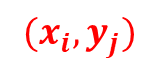 (xᵢ, yⱼ)